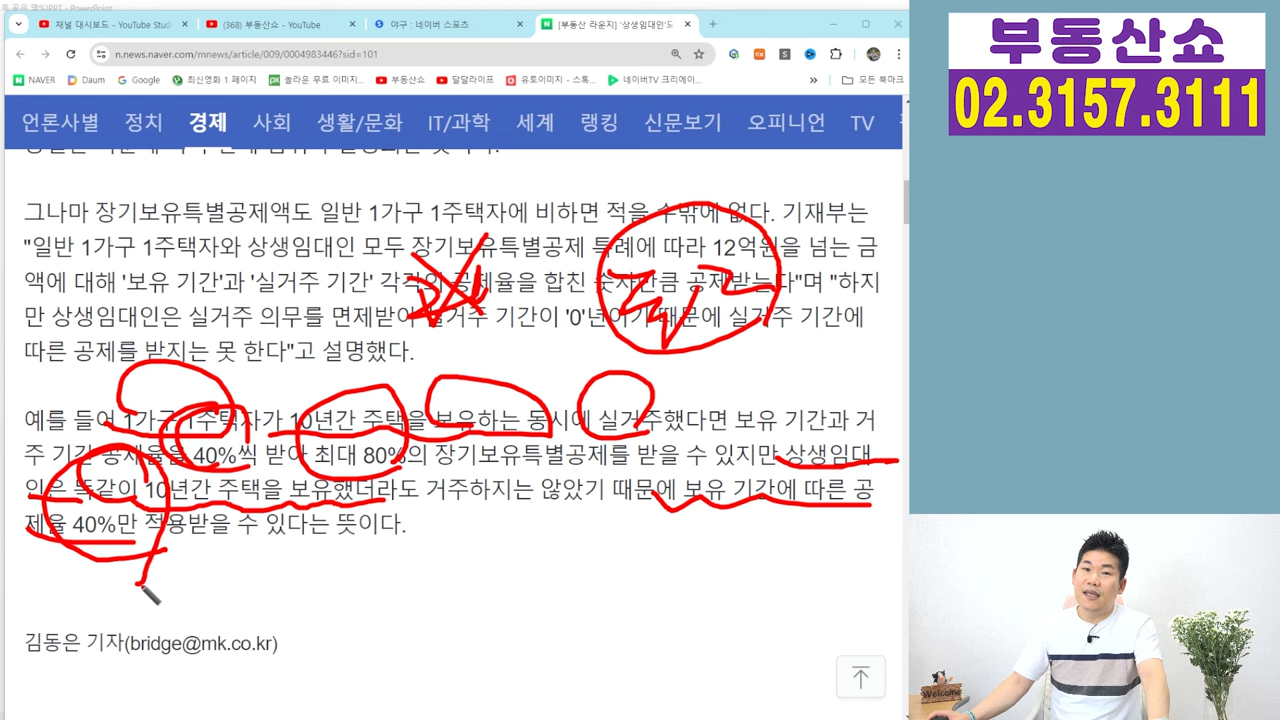 채널 대시보드 - YouTube Studi
(368) 부동산쇼 - YouTube
야구 : 네이버 스포츠
[부동산 라운지] '상생임대인'도
n.news.naver.com/mnews/article/009/0004983446?sid=101
NAVER
Daum
Google
최신영화 1 페이지
놀라운 무료 이미지...
부동산쇼
달달라이프
유토이미지 - 스톡...
네이버TV 크리에이...
모든 북마크
언론사별 정치 경제 사회 생활/문화 IT/과학 세계 랭킹 신문보기 오피니언 TV
그나마 장기보유특별공제액도 일반 1가구 1주택자에 비하면 적을 수밖에 없다. 기재부는
"일반 1가구 1주택자와 상생임대인 모두 장기보유특별공제 특례에 따라 12억원을 넘는 금
액에 대해 '보유 기간'과 '실거주 기간' 각각의 공제율을 합친 숫자만큼 공제받는다"며 "하지
만 상생임대인은 실거주 의무를 면제받아 실거주 기간이 '0'년이기 때문에 실거주 기간에
따른 공제를 받지는 못 한다"고 설명했다.
예를 들어 1가구 1주택자가 10년간 주택을 보유하는 동시에 실거주했다면 보유 기간과 거
주 기간 공제율을 40%씩 받아 최대 80%의 장기보유특별공제를 받을 수 있지만 상생임대
인은 똑같이 10년간 주택을 보유했더라도 거주하지는 않았기 때문에 보유 기간에 따른 공
제율 40%만 적용받을 수 있다는 뜻이다.
김동은 기자(bridge@mk.co.kr)
부동산쇼
02.3157.3111
Welcome